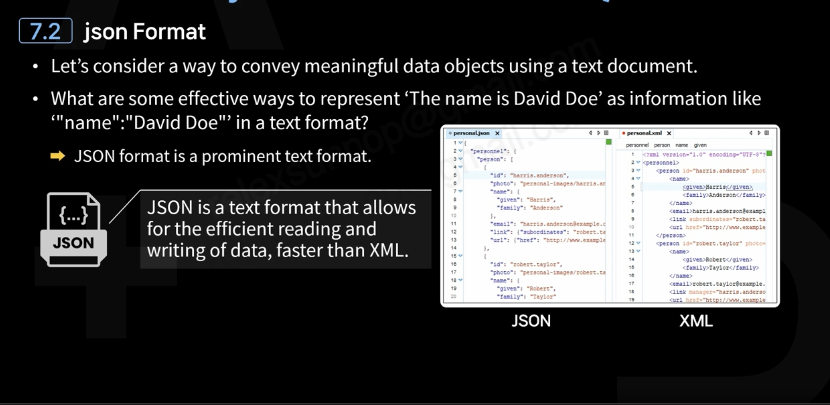 7.2 json Format
• Let's consider a way to convey meaningful data objects using a text document.
• What are some effective ways to represent ‘The name is David Doe’ as information like
‘"name":"David Doe"’ in a text format?
JSON format is a prominent text format.
{...}
JSON
JSON is a text format that allows
for the efficient reading and
writing of data, faster than XML.
personal.json ×
1 {
2 "personnel": {
3 "person": [
4 {
5 "id": "harris.anderson",
6 "photo": "personal-images/harris.an
7 "name": {
8 "given": "Harris",
9 "family": "Anderson"
10 },
11 "email": "harris.anderson@example.c
12 "link": {"subordinates": "robert.ta
13 "url": {"href": "http://www.example
14 },
15 {
16 "id": "robert.taylor",
17 "photo": "personal-images/robert.ta
18 "name": {
19 "given": "Robert",
20 "family": "Taylor"
JSON
personal.xml ×
personnel person name given
1 <?xml version="1.0" encoding="UTF-8"?
2 <personnel>
3 <person id="harris.anderson" phot
4 <name>
5 <given>Harris</given>
6 <family>Anderson</family>
7 </name>
8 <email>harris.anderson@exampl
9 <link subordinates="robert.ta
10 <url href="http://www.example
11 </person>
12 <person id="robert.taylor" photo=
13 <name>
14 <given>Robert</given>
15 <family>Taylor</family>
16 </name>
17 <email>robert.taylor@example.
18 <link manager="harris.anderso
19 <url href="http://www.example
XML